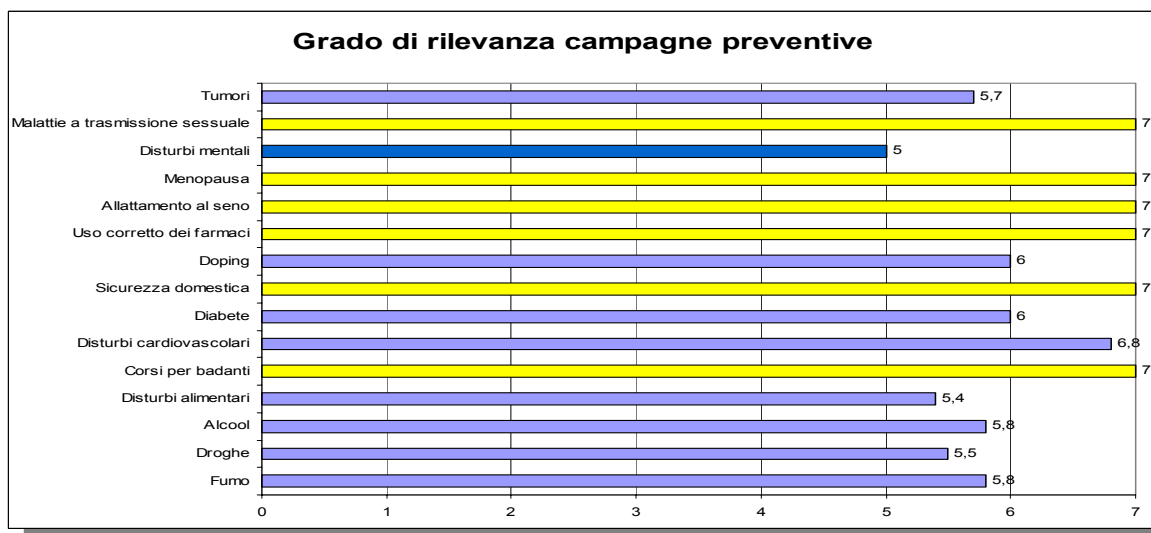 Grado di rilevanza campagne preventive
Tumori 5,7
Malattie a trasmissione sessuale 7
Disturbi mentali 5
Menopausa 7
Allattamento al seno 7
Uso corretto dei farmaci 7
Doping 6
Sicurezza domestica 7
Diabete 6
Disturbi cardiovascolari 6,8
Corsi per badanti 7
Disturbi alimentari 5,4
Alcool 5,8
Droghe 5,5
Fumo 5,8
0 1 2 3 4 5 6 7